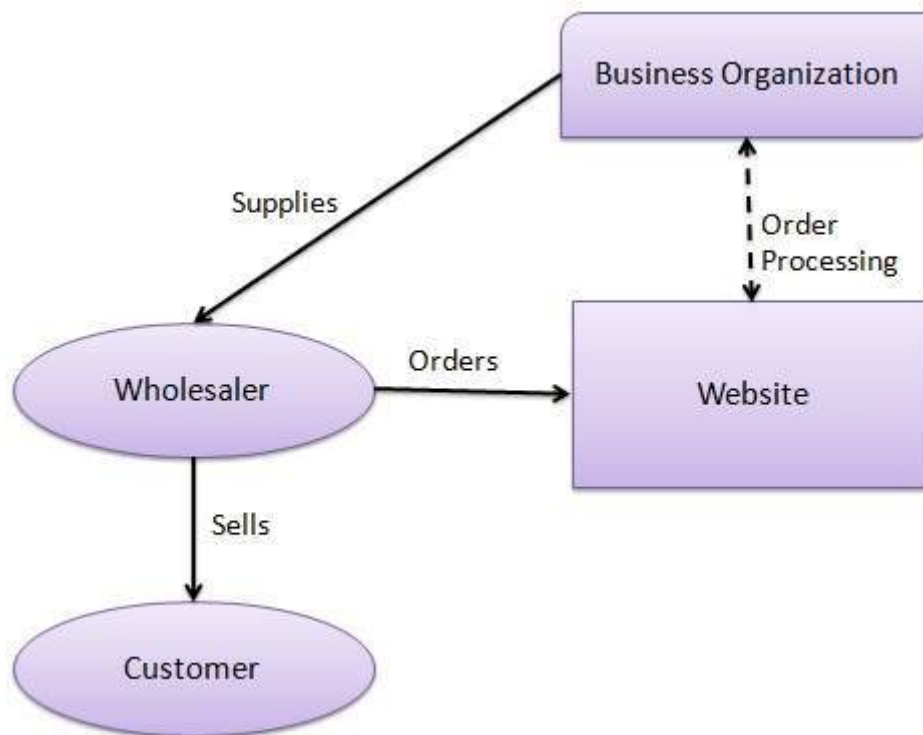 Business Organization
Supplies
Order
Processing
Wholesaler
Orders
Website
Sells
Customer